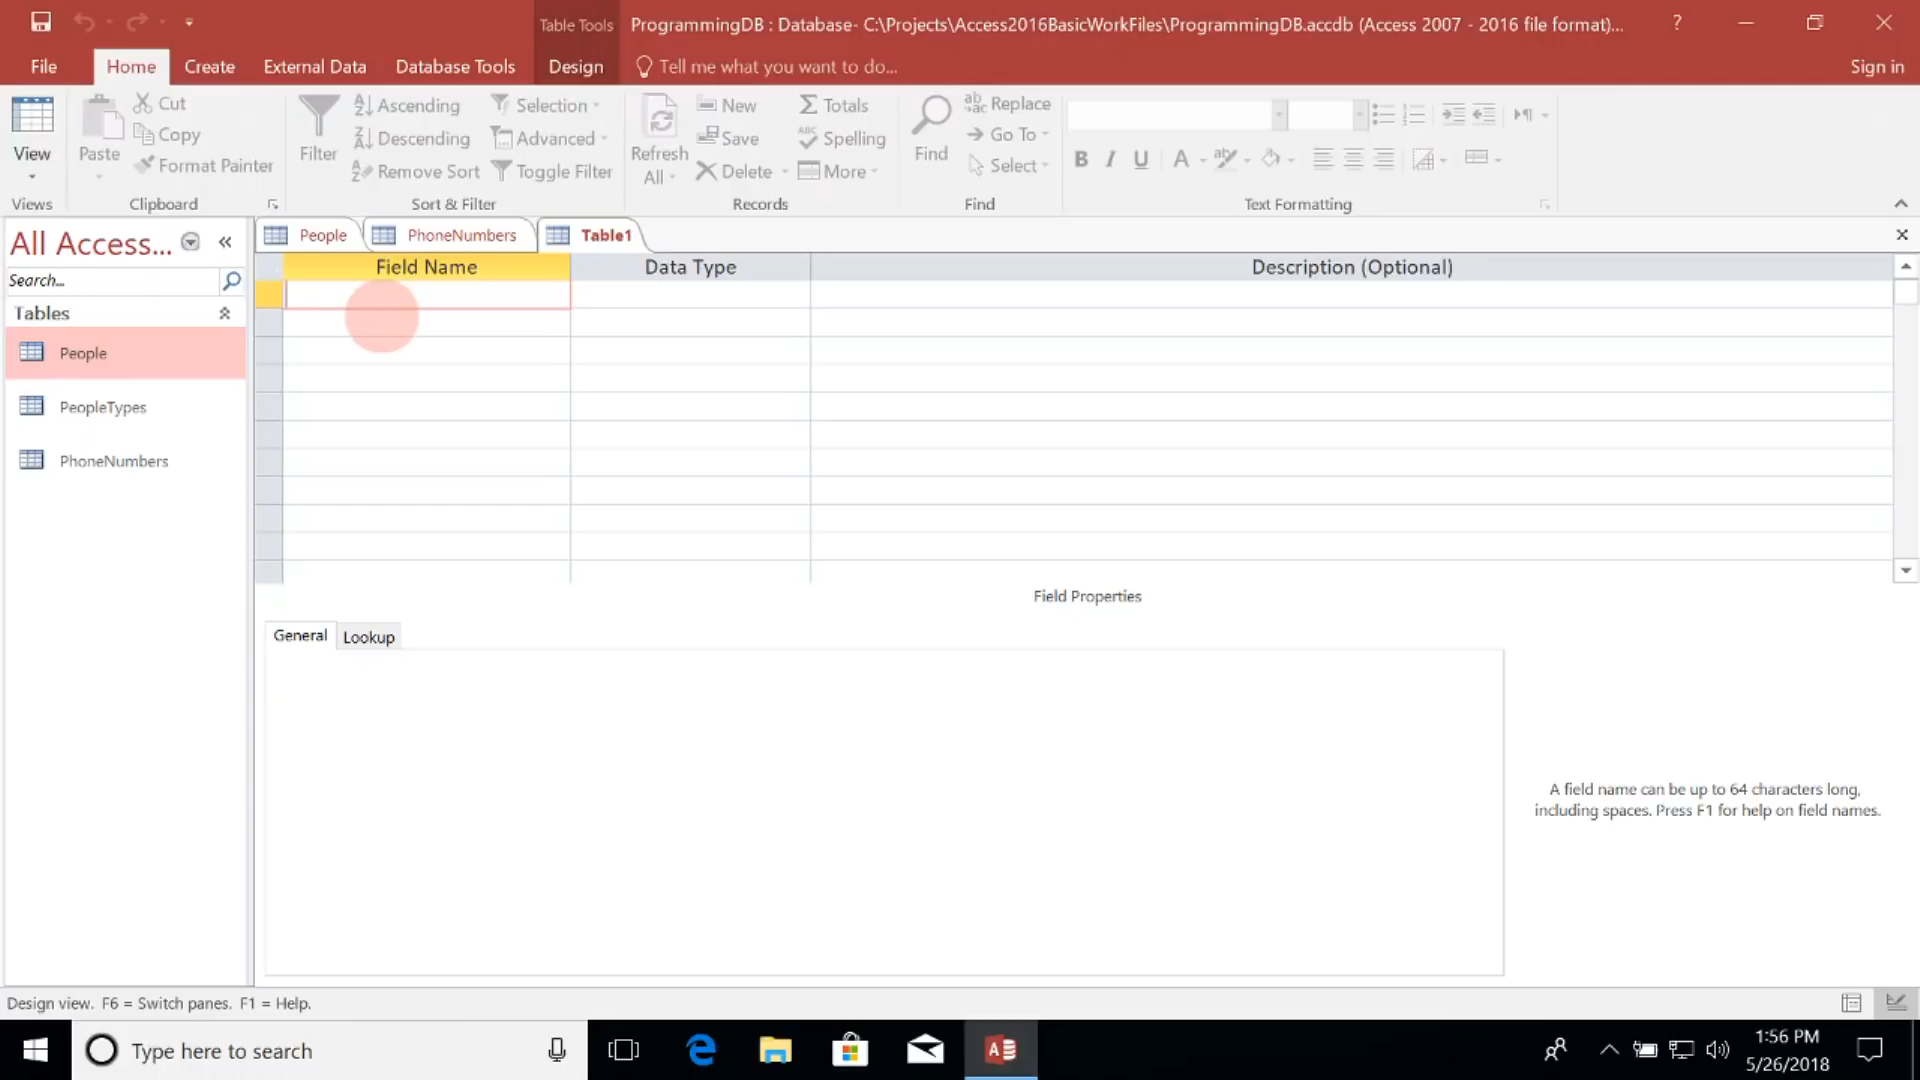 Table Tools
ProgrammingDB : Database- C:\Projects\Access2016BasicWorkFiles\ProgrammingDB.accdb (Access 2007 - 2016 file format)...
?
File
Home
Create
External Data
Database Tools
Design
Tell me what you want to do...
Sign in
View
Views
Paste
Cut
Copy
Format Painter
Clipboard
Filter
Ascending
Descending
Remove Sort
Selection
Advanced
Toggle Filter
Sort & Filter
Refresh
All
New
Save
Delete
Totals
Spelling
More
Records
Find
Replace
Go To
Select
Find
B I U A
Text Formatting
All Access...
Search...
Tables
People
PeopleTypes
PhoneNumbers
People
PhoneNumbers
Table1
Field Name
Data Type
Description (Optional)
Field Properties
General
Lookup
A field name can be up to 64 characters long,
including spaces. Press F1 for help on field names.
Design view. F6 = Switch panes. F1 = Help.
Type here to search
1:56 PM
5/26/2018